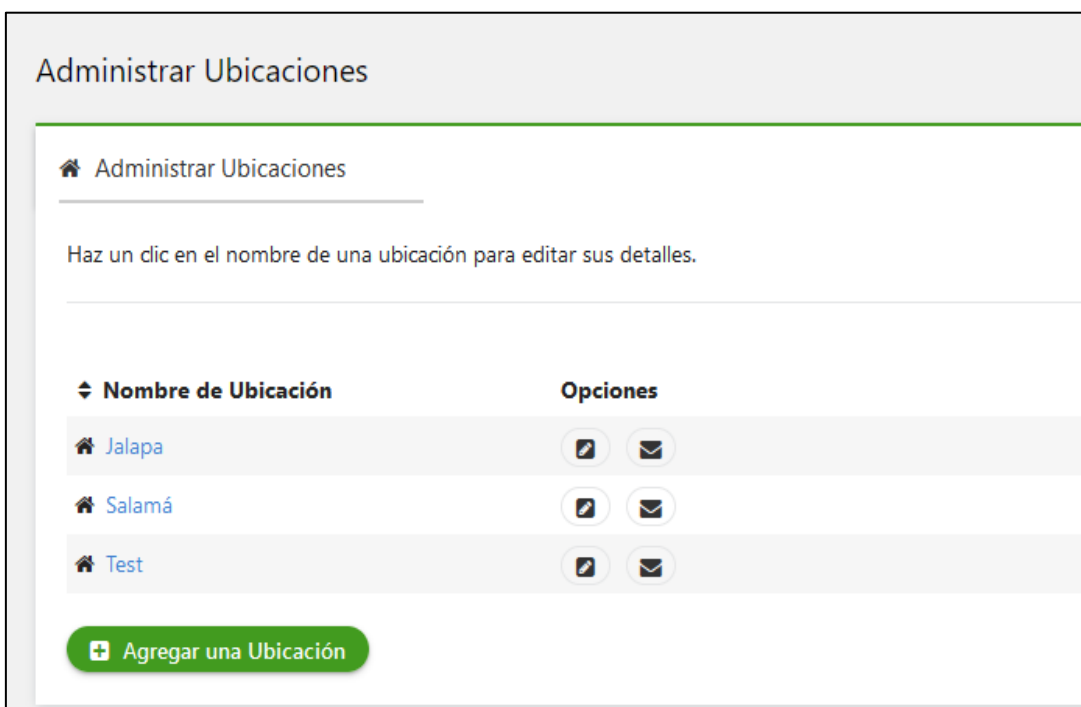 Administrar Ubicaciones
Administrar Ubicaciones
Haz un clic en el nombre de una ubicación para editar sus detalles.
Nombre de Ubicación Opciones
Jalapa
Salamá
Test
Agregar una Ubicación